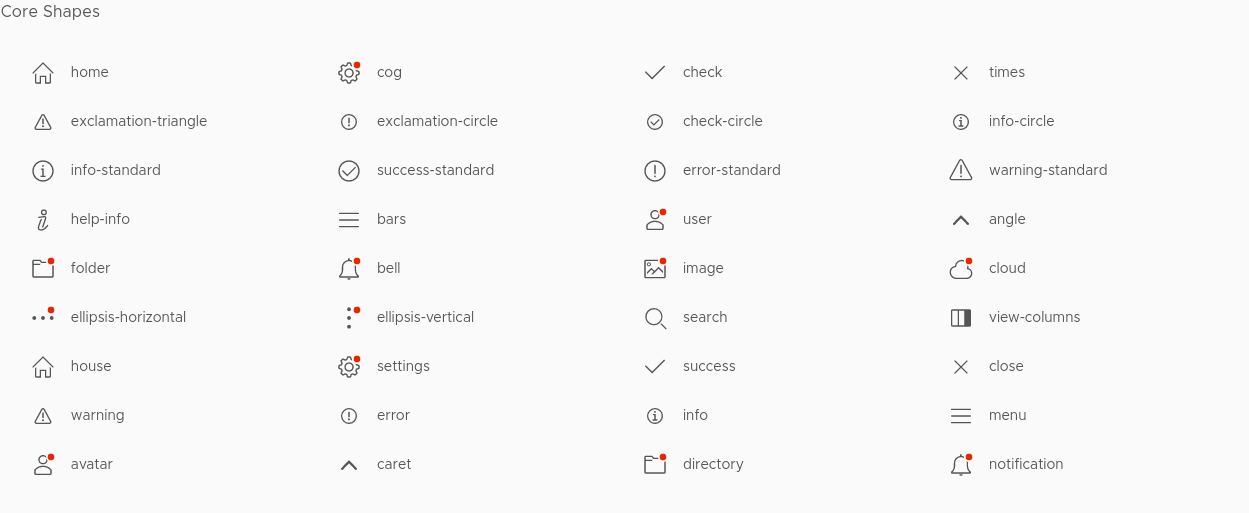 Core Shapes
home cog check times
exclamation-triangle exclamation-circle check-circle info-circle
info-standard success-standard error-standard warning-standard
help-info bars user angle
folder bell image cloud
ellipsis-horizontal ellipsis-vertical search view-columns
house settings success close
warning error info menu
avatar caret directory notification